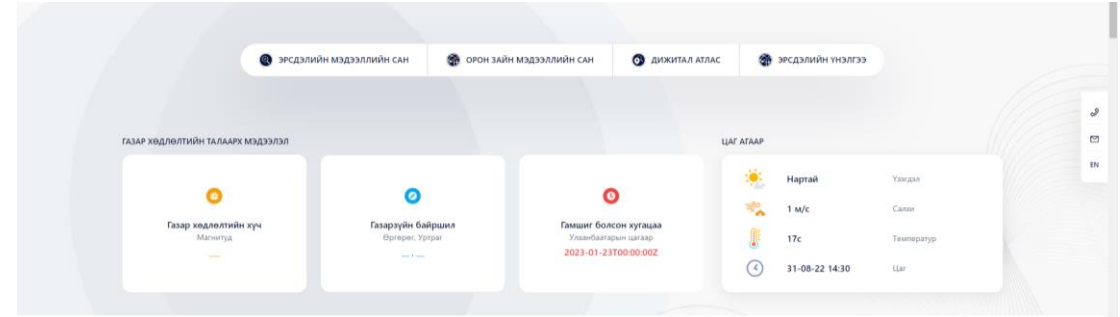 ЭРСДЭЛИЙН МЭДЭЭЛЛИЙН САН
ОРОН ЗАЙН МЭДЭЭЛЛИЙН САН
ДИЖИТАЛ АТЛАС
ЭРСДЭЛИЙН ҮНЭЛГЭЭ
EN
ГАЗАР ХӨДЛӨЛТИЙН ТАЛААРХ МЭДЭЭЛЭЛ
Газар хөдлөлтийн хүч
Магнитуд
Газарзүйн байршил
Өргөрөг, Уртраг
Гамшиг болсон хугацаа
Улаанбаатарын цагаар
2023-01-23T00:00:00Z
ЦАГ АГААР
Нартай Үзэгдэл
1 м/с Салхи
17c Температур
31-08-22 14:30 Цаг